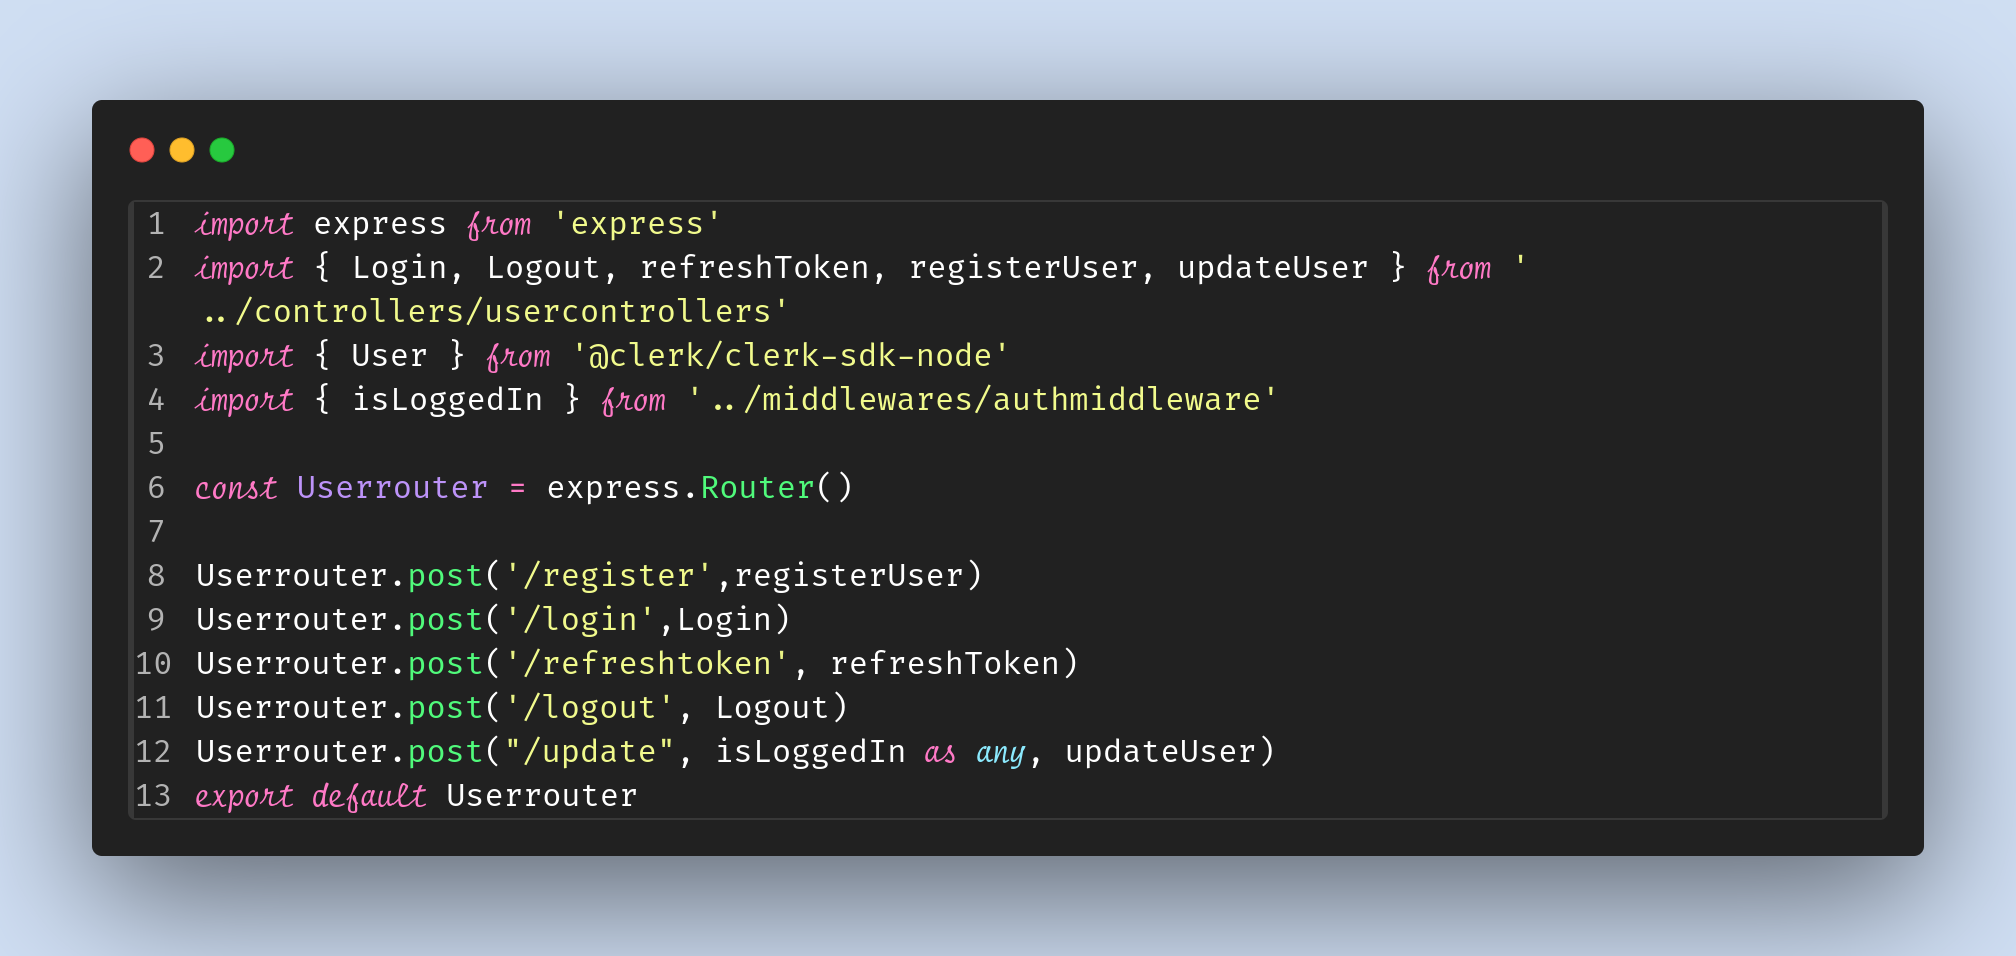 1 import express from 'express'
2 import { Login, Logout, refreshToken, registerUser, updateUser } from '
../controllers/usercontrollers'
3 import { User } from '@clerk/clerk-sdk-node'
4 import { isLoggedIn } from '../middlewares/authmiddleware'
5
6 const Userrouter = express.Router()
7
8 Userrouter.post('/register',registerUser)
9 Userrouter.post('/login',Login)
10 Userrouter.post('/refreshtoken', refreshToken)
11 Userrouter.post('/logout', Logout)
12 Userrouter.post("/update", isLoggedIn as any, updateUser)
13 export default Userrouter